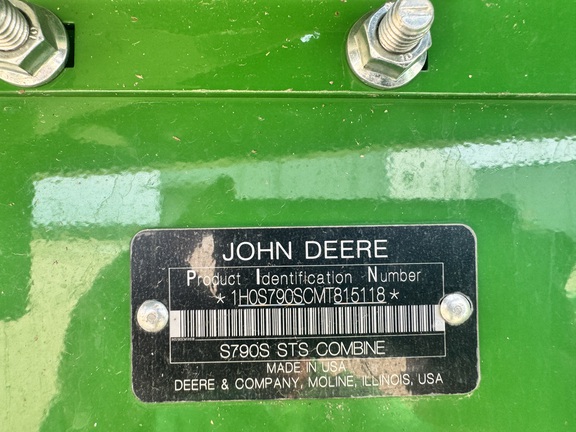 JOHN DEERE
Product Identification Number
*1H0S790SCMT815118*
S790S STS COMBINE
MADE IN USA
DEERE & COMPANY, MOLINE, ILLINOIS, USA